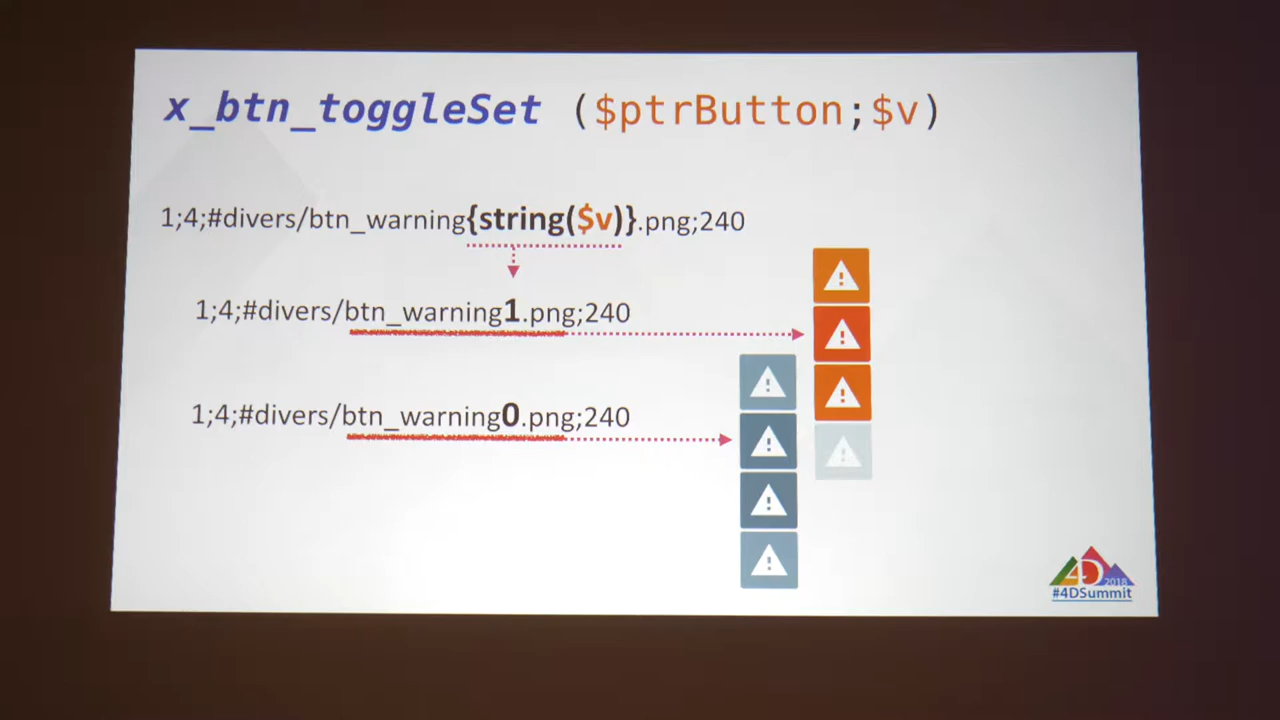 x_btn_toggleSet ($ptrButton;$v)
1;4;#divers/btn_warning{string($v)}.png;240
1;4;#divers/btn_warning1.png;240
1;4;#divers/btn_warning0.png;240
4D
2018
#4DSummit